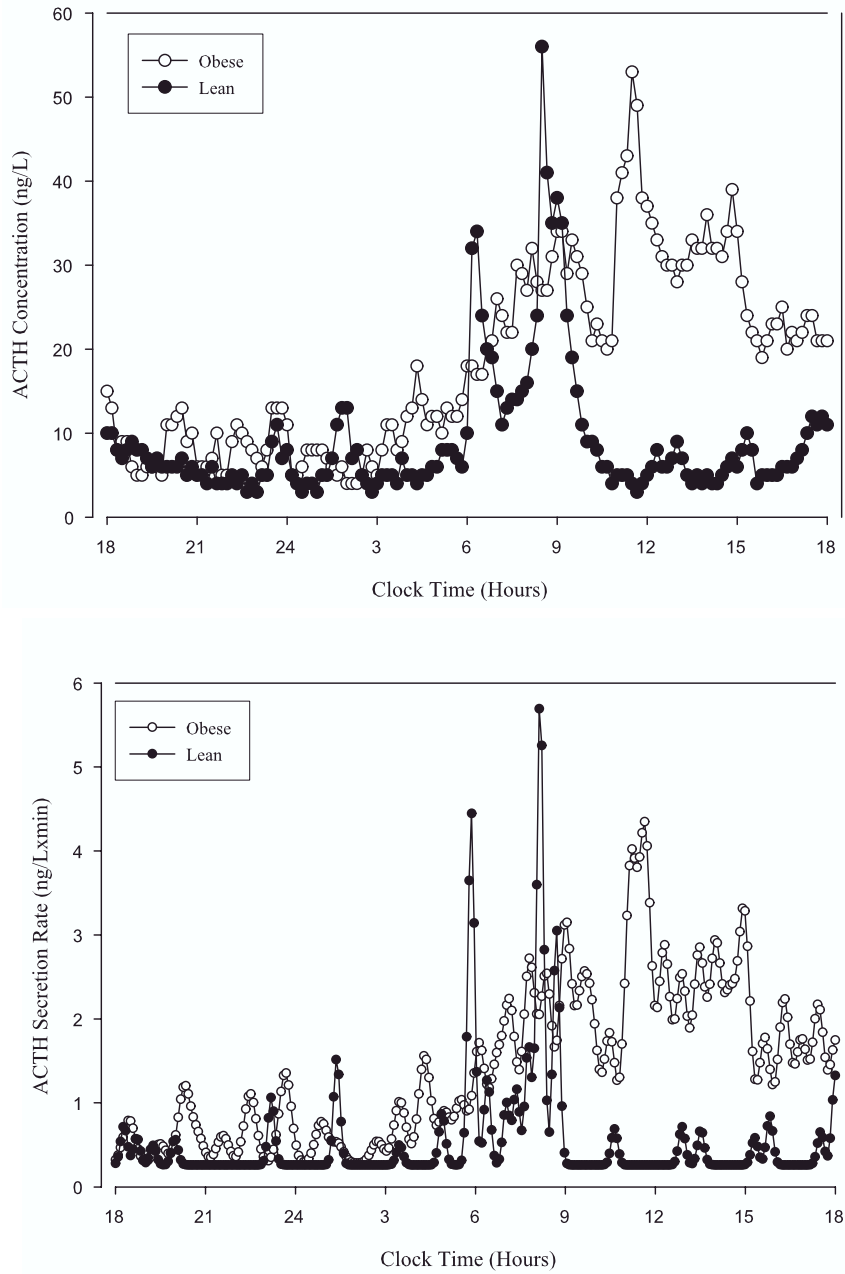 60
50
40
30
20
10
0
ACTH Concentration (ng/L)
Obese
Lean
18 21 24 3 6 9 12 15 18
Clock Time (Hours)
6
5
4
3
2
1
0
ACTH Secretion Rate (ng/Lxmin)
Obese
Lean
18 21 24 3 6 9 12 15 18
Clock Time (Hours)